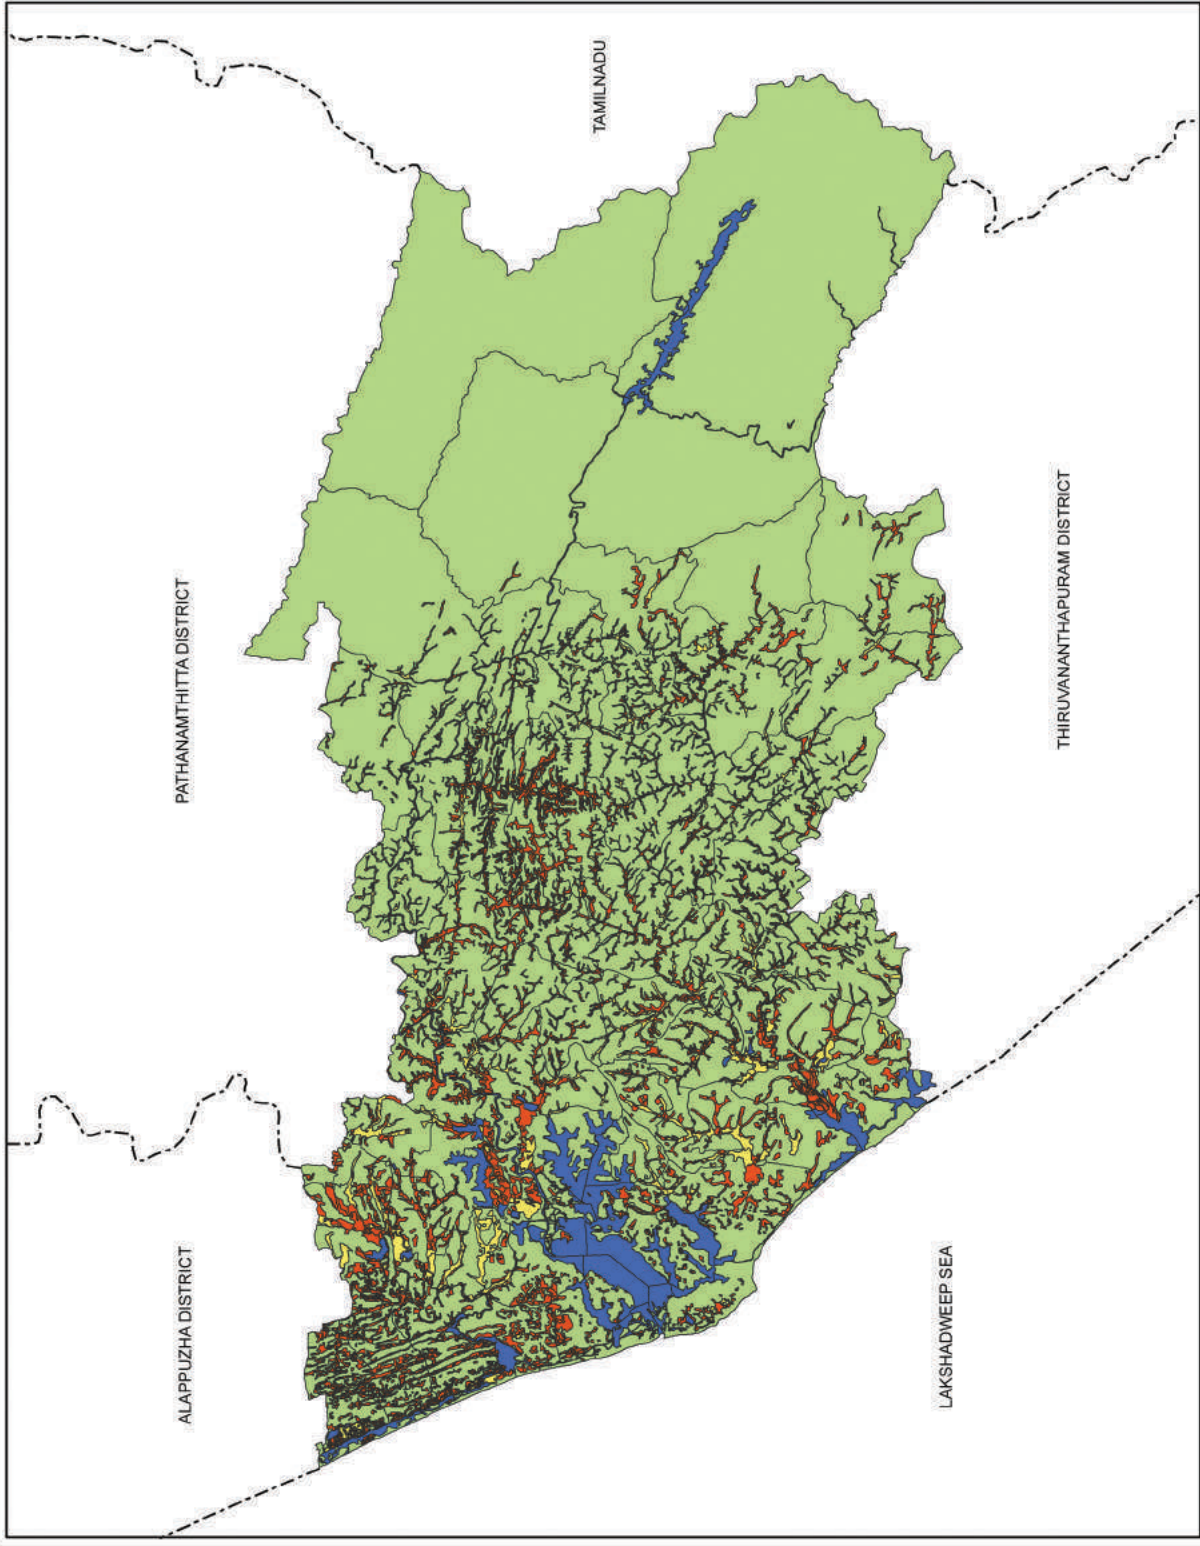 TAMILNADU
PATHANAMTHITTA DISTRICT
THIRUVANANTHAPURAM DISTRICT
ALAPPUZHA DISTRICT
LAKSHADWEEP SEA